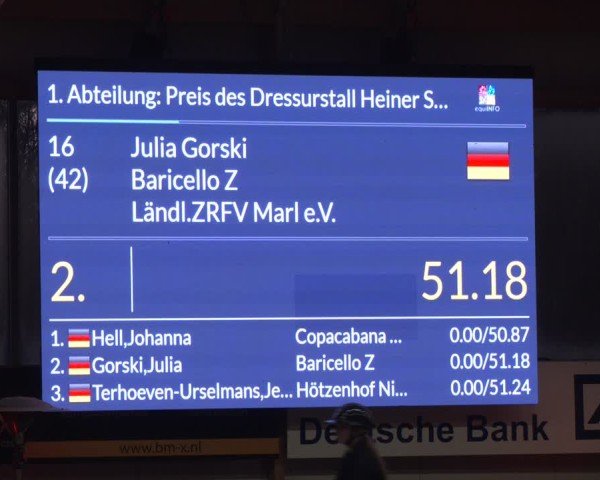 1. Abteilung: Preis des Dressurstall Heiner S...
equiINFO
16 Julia Gorski
(42) Baricello Z
Ländl.ZRFV Marl e.V.
2. 51.18
1. Hell,Johanna Copacabana ... 0.00/50.87
2. Gorski,Julia Baricello Z 0.00/51.18
3. Terhoeven-Urselmans,Je... Hötzenhof Ni... 0.00/51.24
www.bm-x.nl
Deutsche Bank